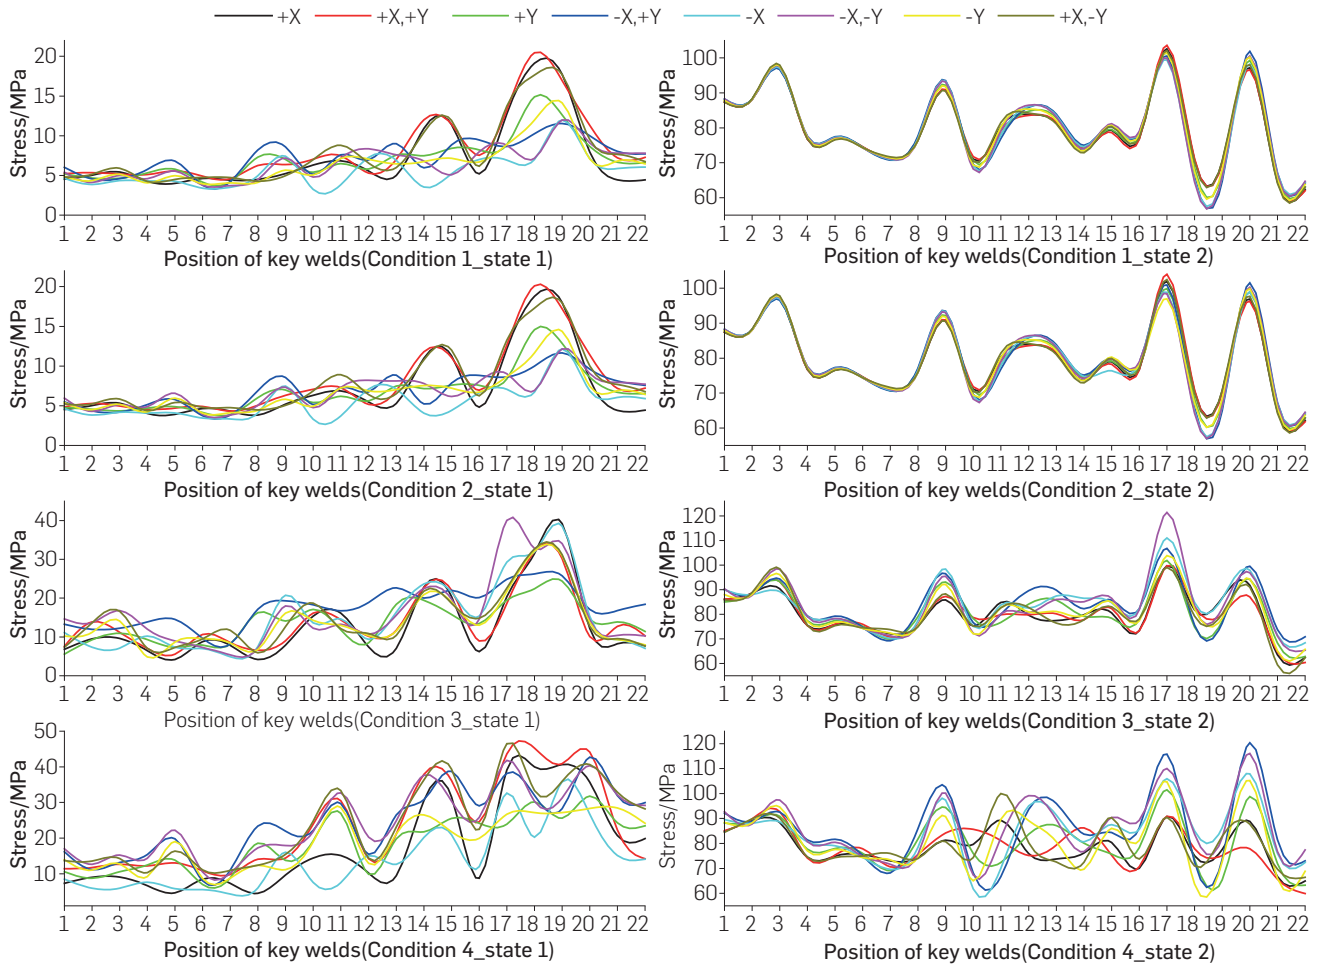 +X +X,+Y +Y -X,+Y -X -X,-Y -Y +X,-Y
Stress/MPa
20
15
10
5
0
1 2 3 4 5 6 7 8 9 10 11 12 13 14 15 16 17 18 19 20 21 22
Position of key welds(Condition 1_state 1)
Stress/MPa
100
90
80
70
60
1 2 3 4 5 6 7 8 9 10 11 12 13 14 15 16 17 18 19 20 21 22
Position of key welds(Condition 1_state 2)
Stress/MPa
20
15
10
5
0
1 2 3 4 5 6 7 8 9 10 11 12 13 14 15 16 17 18 19 20 21 22
Position of key welds(Condition 2_state 1)
Stress/MPa
100
90
80
70
60
1 2 3 4 5 6 7 8 9 10 11 12 13 14 15 16 17 18 19 20 21 22
Position of key welds(Condition 2_state 2)
Stress/MPa
40
30
20
10
0
1 2 3 4 5 6 7 8 9 10 11 12 13 14 15 16 17 18 19 20 21 22
Position of key welds(Condition 3_state 1)
Stress/MPa
120
110
100
90
80
70
60
1 2 3 4 5 6 7 8 9 10 11 12 13 14 15 16 17 18 19 20 21 22
Position of key welds(Condition 3_state 2)
Stress/MPa
50
40
30
20
10
1 2 3 4 5 6 7 8 9 10 11 12 13 14 15 16 17 18 19 20 21 22
Position of key welds(Condition 4_state 1)
Stress/MPa
120
110
100
90
80
70
60
1 2 3 4 5 6 7 8 9 10 11 12 13 14 15 16 17 18 19 20 21 22
Position of key welds(Condition 4_state 2)